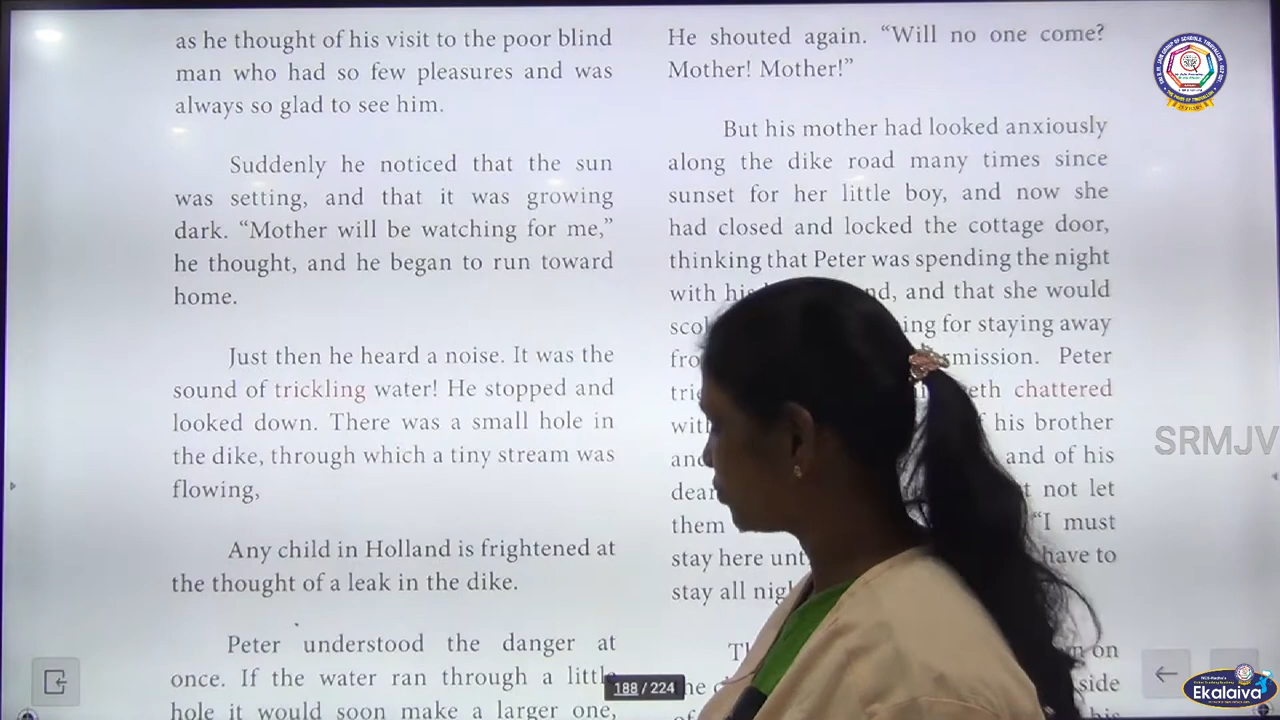 as he thought of his visit to the poor blind
man who had so few pleasures and was
always so glad to see him.
Suddenly he noticed that the sun
was setting, and that it was growing
dark. “Mother will be watching for me,”
he thought, and he began to run toward
home.
Just then he heard a noise. It was the
sound of trickling water! He stopped and
looked down. There was a small hole in
the dike, through which a tiny stream was
flowing,
Any child in Holland is frightened at
the thought of a leak in the dike.
Peter understood the danger at
once. If the water ran through a little
hole it would soon make a larger one,
He shouted again. “Will no one come?
Mother! Mother!”
But his mother had looked anxiously
along the dike road many times since
sunset for her little boy, and now she
had closed and locked the cottage door,
thinking that Peter was spending the night
with and that she would
for staying away
Peter
chattered
his brother
and of his
not let
them “I must
stay here have to
stay all
on
side
188 / 224
SRMJV
Ekalaiva